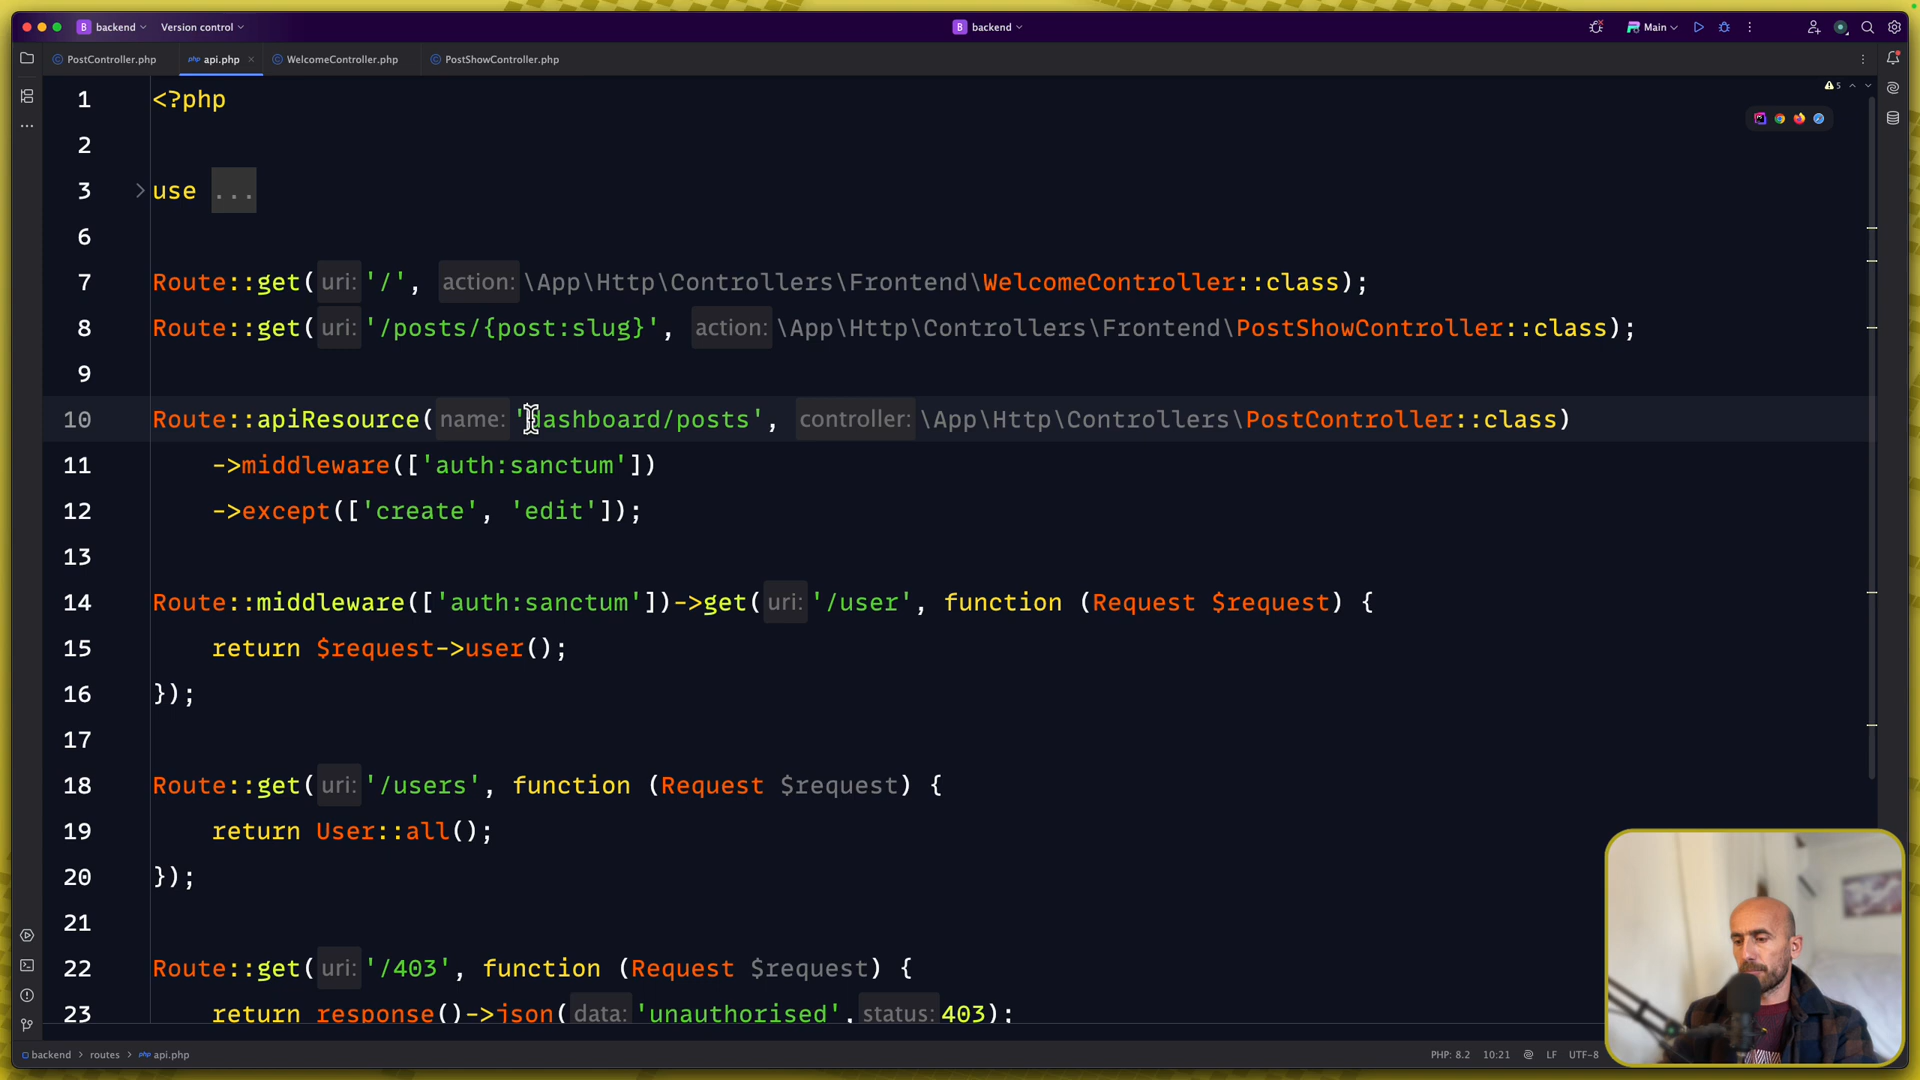 B backend Version control B backend Main
PostController.php php api.php WelcomeController.php PostShowController.php
5
1 <?php
2
3 use ...
6
7 Route::get( uri: '/', action: \App\Http\Controllers\Frontend\WelcomeController::class);
8 Route::get( uri: '/posts/{post:slug}', action: \App\Http\Controllers\Frontend\PostShowController::class);
9
10 Route::apiResource( name: 'dashboard/posts', controller: \App\Http\Controllers\PostController::class)
11 ->middleware(['auth:sanctum'])
12 ->except(['create', 'edit']);
13
14 Route::middleware(['auth:sanctum'])->get( uri: '/user', function (Request $request) {
15 return $request->user();
16 });
17
18 Route::get( uri: '/users', function (Request $request) {
19 return User::all();
20 });
21
22 Route::get( uri: '/403', function (Request $request) {
23 return response()->json( data: 'unauthorised', status: 403);
backend > routes > php api.php PHP: 8.2 10:21 LF UTF-8